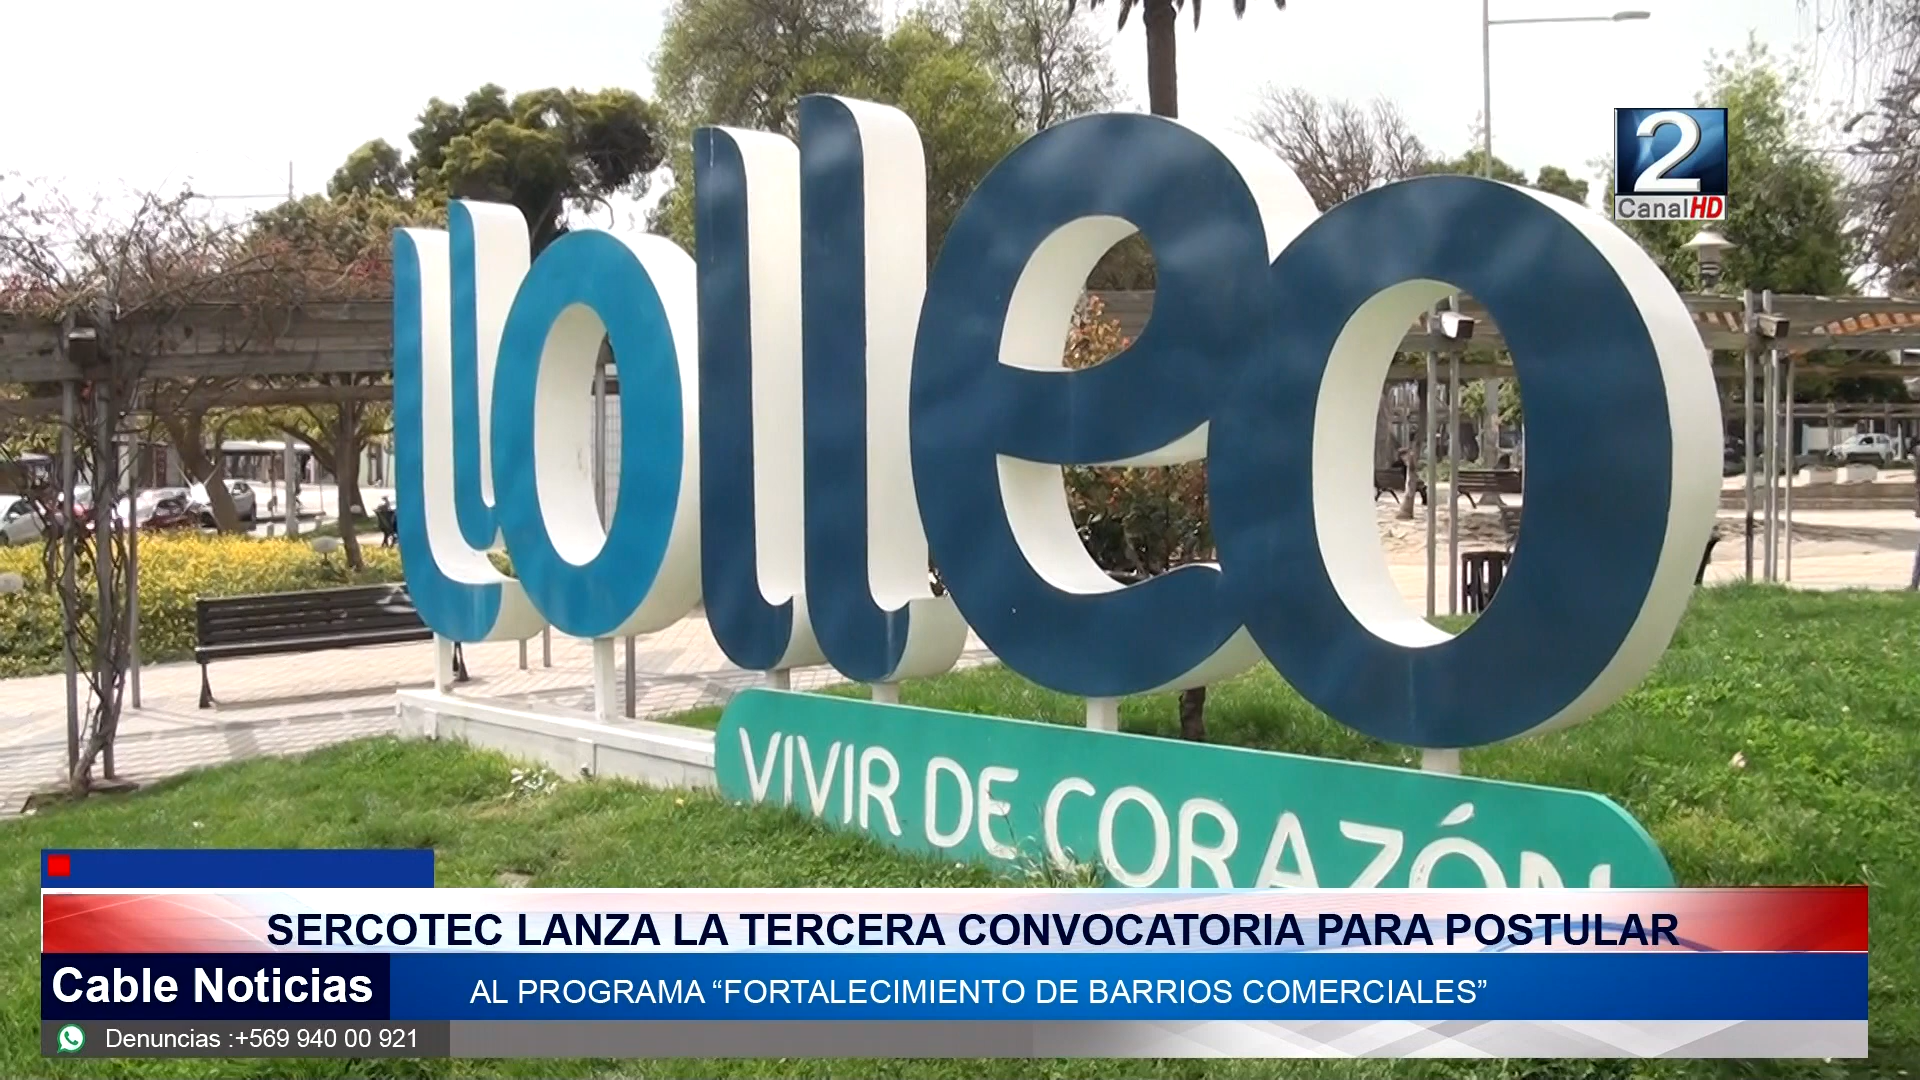 2
CanalHD
lolleo
VIVIR DE CORAZÓN
SERCOTEC LANZA LA TERCERA CONVOCATORIA PARA POSTULAR
Cable Noticias
AL PROGRAMA “FORTALECIMIENTO DE BARRIOS COMERCIALES”
Denuncias :+569 940 00 921